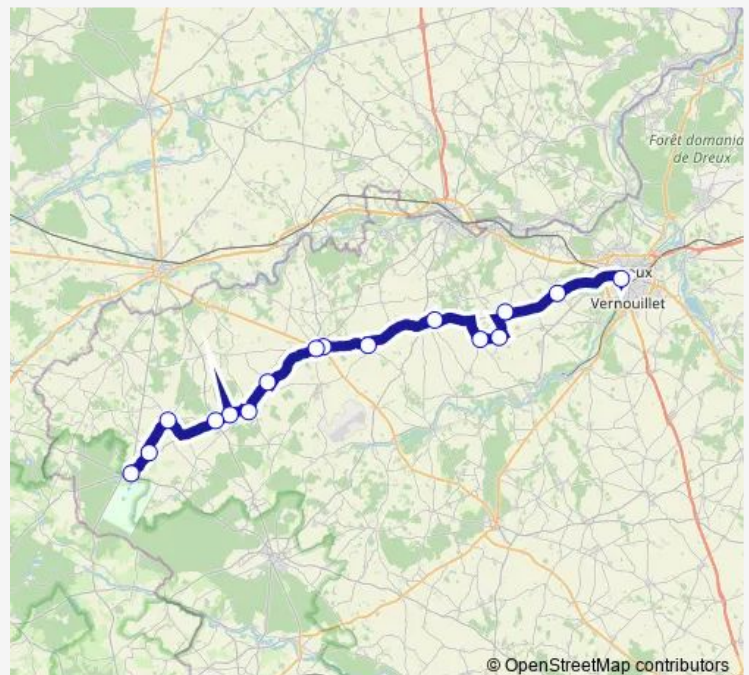 Forêt domania
de Dreux
ux
Vernouillet
© OpenStreetMap contributors